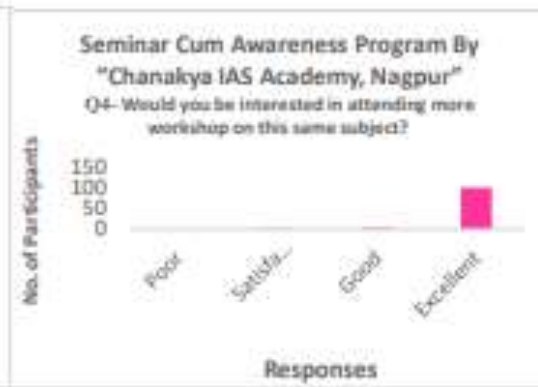 Seminar Cum Awareness Program By
"Chanakya IAS Academy, Nagpur"
Q4- Would you be interested in attending more
workshop on this same subject?
No. of Participants
150
100
50
0
Poor
Satisfa...
Good
Excellent
Responses